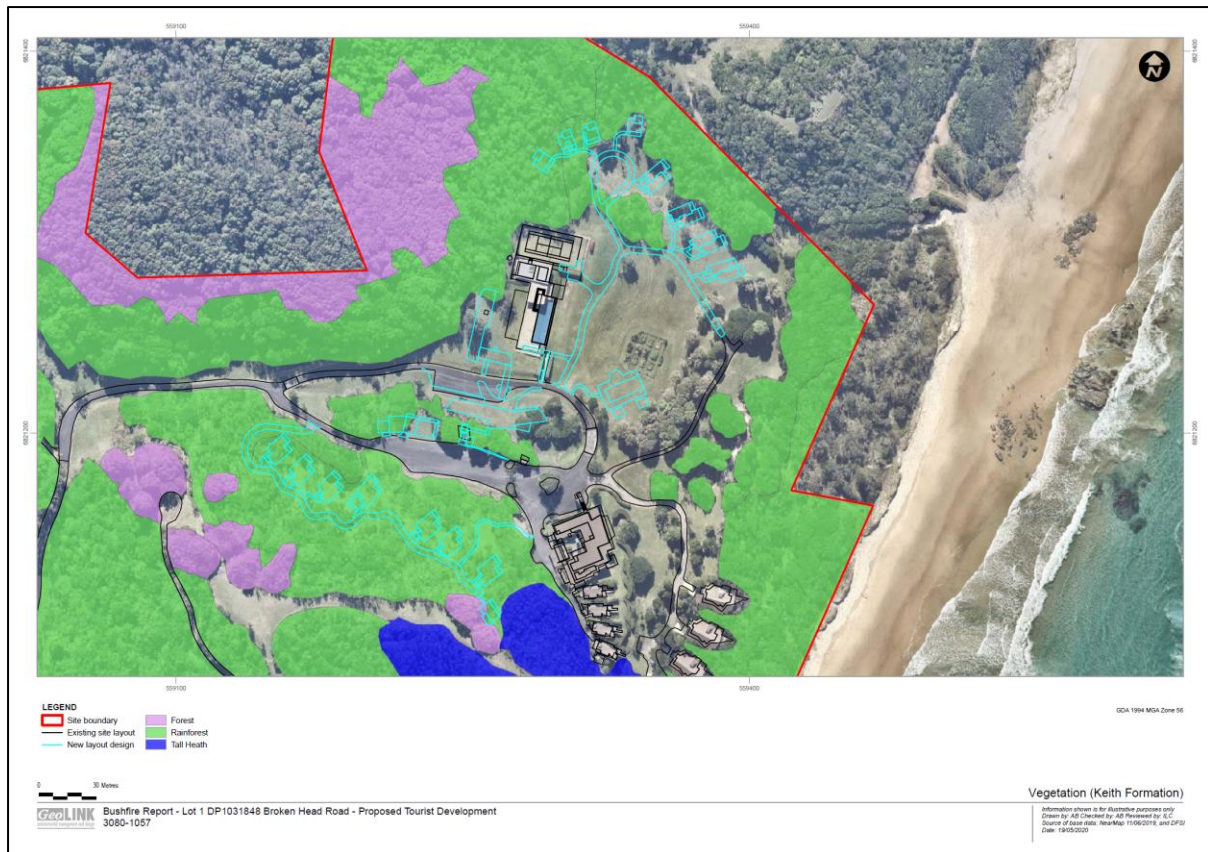 559100
559400
6821400
6821400
N
6821200
6821200
559100
559400
LEGEND
Site boundary
Existing site layout
New layout design
Forest
Rainforest
Tall Heath
GDA 1994 MGA Zone 56
0 30 Metres
GeoLINK
Bushfire Report - Lot 1 DP1031848 Broken Head Road - Proposed Tourist Development
3080-1057
Vegetation (Keith Formation)
Information shown is for illustrative purposes only
Drawn by: AB Checked by: AB Reviewed by: ILC
Source of base data: NearMap 11/06/2019, and DFSI
Date: 19/05/2020